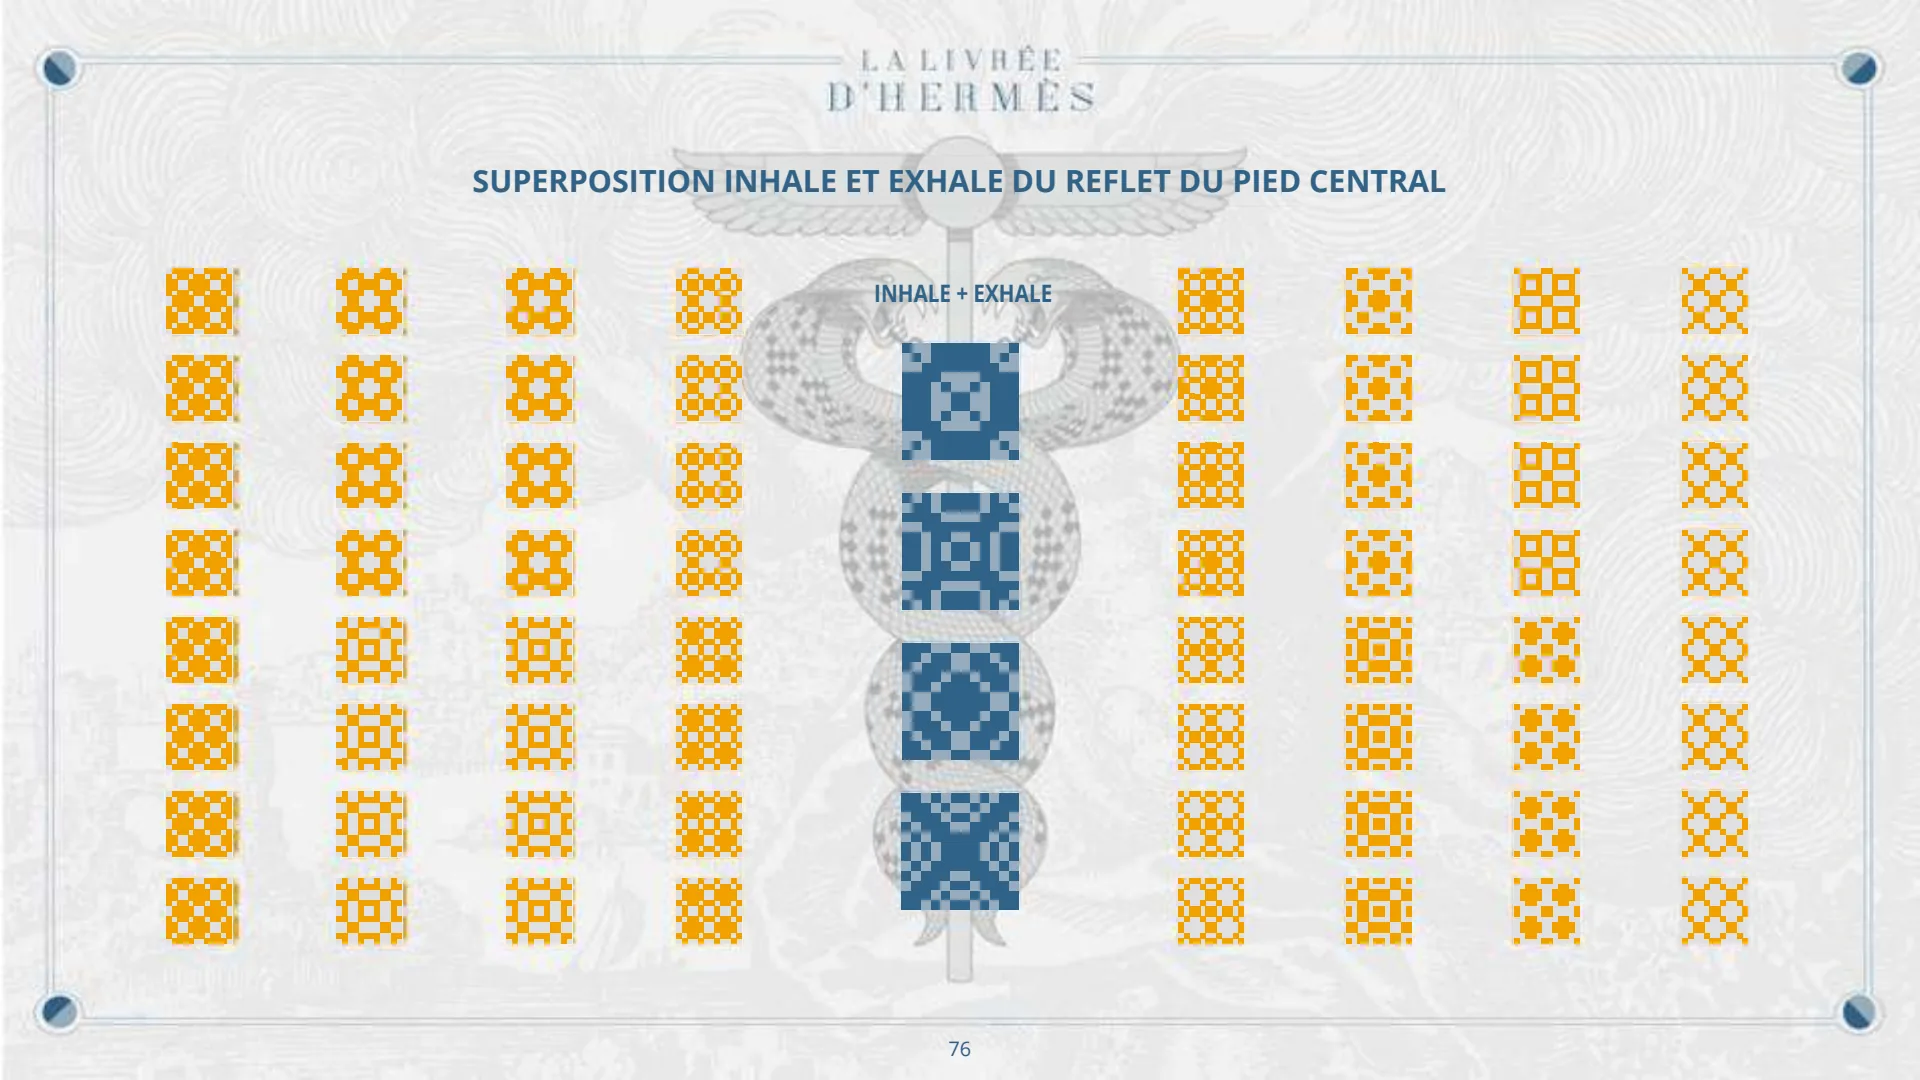 LA LIVRÉE
D'HERMÈS
SUPERPOSITION INHALE ET EXHALE DU REFLET DU PIED CENTRAL
INHALE + EXHALE
76